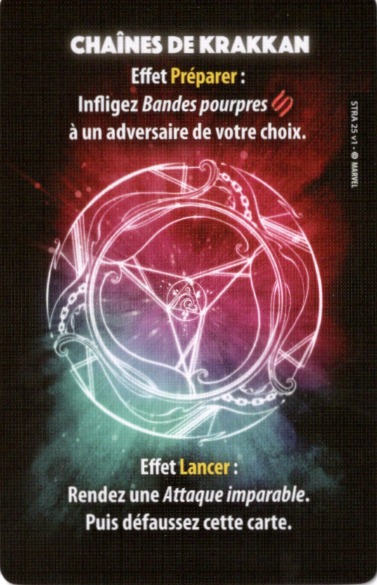 CHAÎNES DE KRAKKAN
Effet Préparer :
Infligez Bandes pourpres
à un adversaire de votre choix.
STRA 25 v1 • © MARVEL
Effet Lancer :
Rendez une Attaque imparable.
Puis défaussez cette carte.